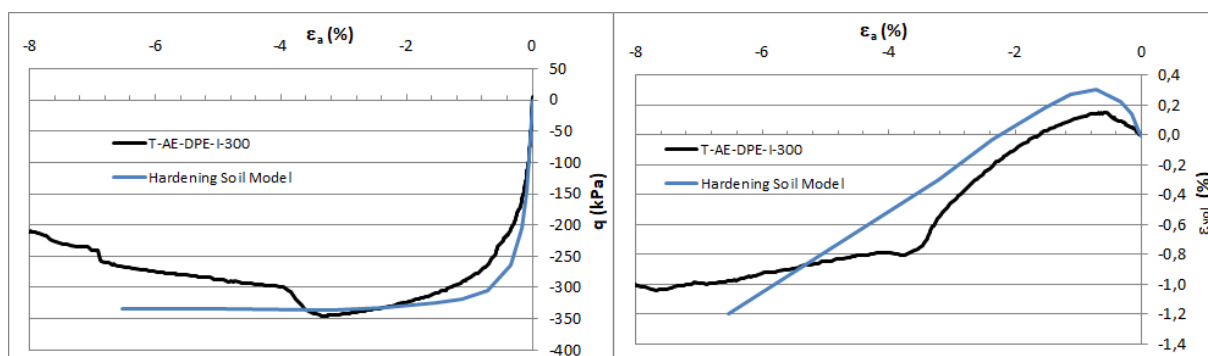 εa (%)
-8 -6 -4 -2 0
50
0
-50
-100
-150
-200
-250
-300
-350
-400
q (kPa)
T-AE-DPE-I-300
Hardening Soil Model
εa (%)
-8 -6 -4 -2 0
0,4
0,2
0,0
-0,2
-0,4
-0,6
-0,8
-1,0
-1,2
-1,4
εvol (%)
T-AE-DPE-I-300
Hardening Soil Model